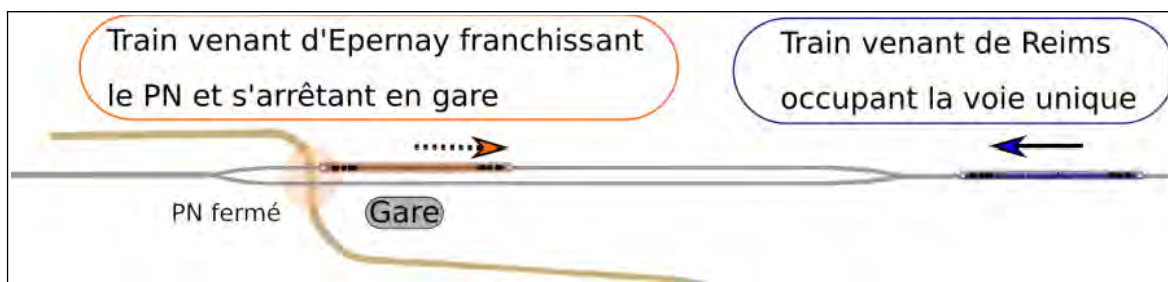 Train venant d'Epernay franchissant
le PN et s'arrêtant en gare
Train venant de Reims
occupant la voie unique
PN fermé
Gare